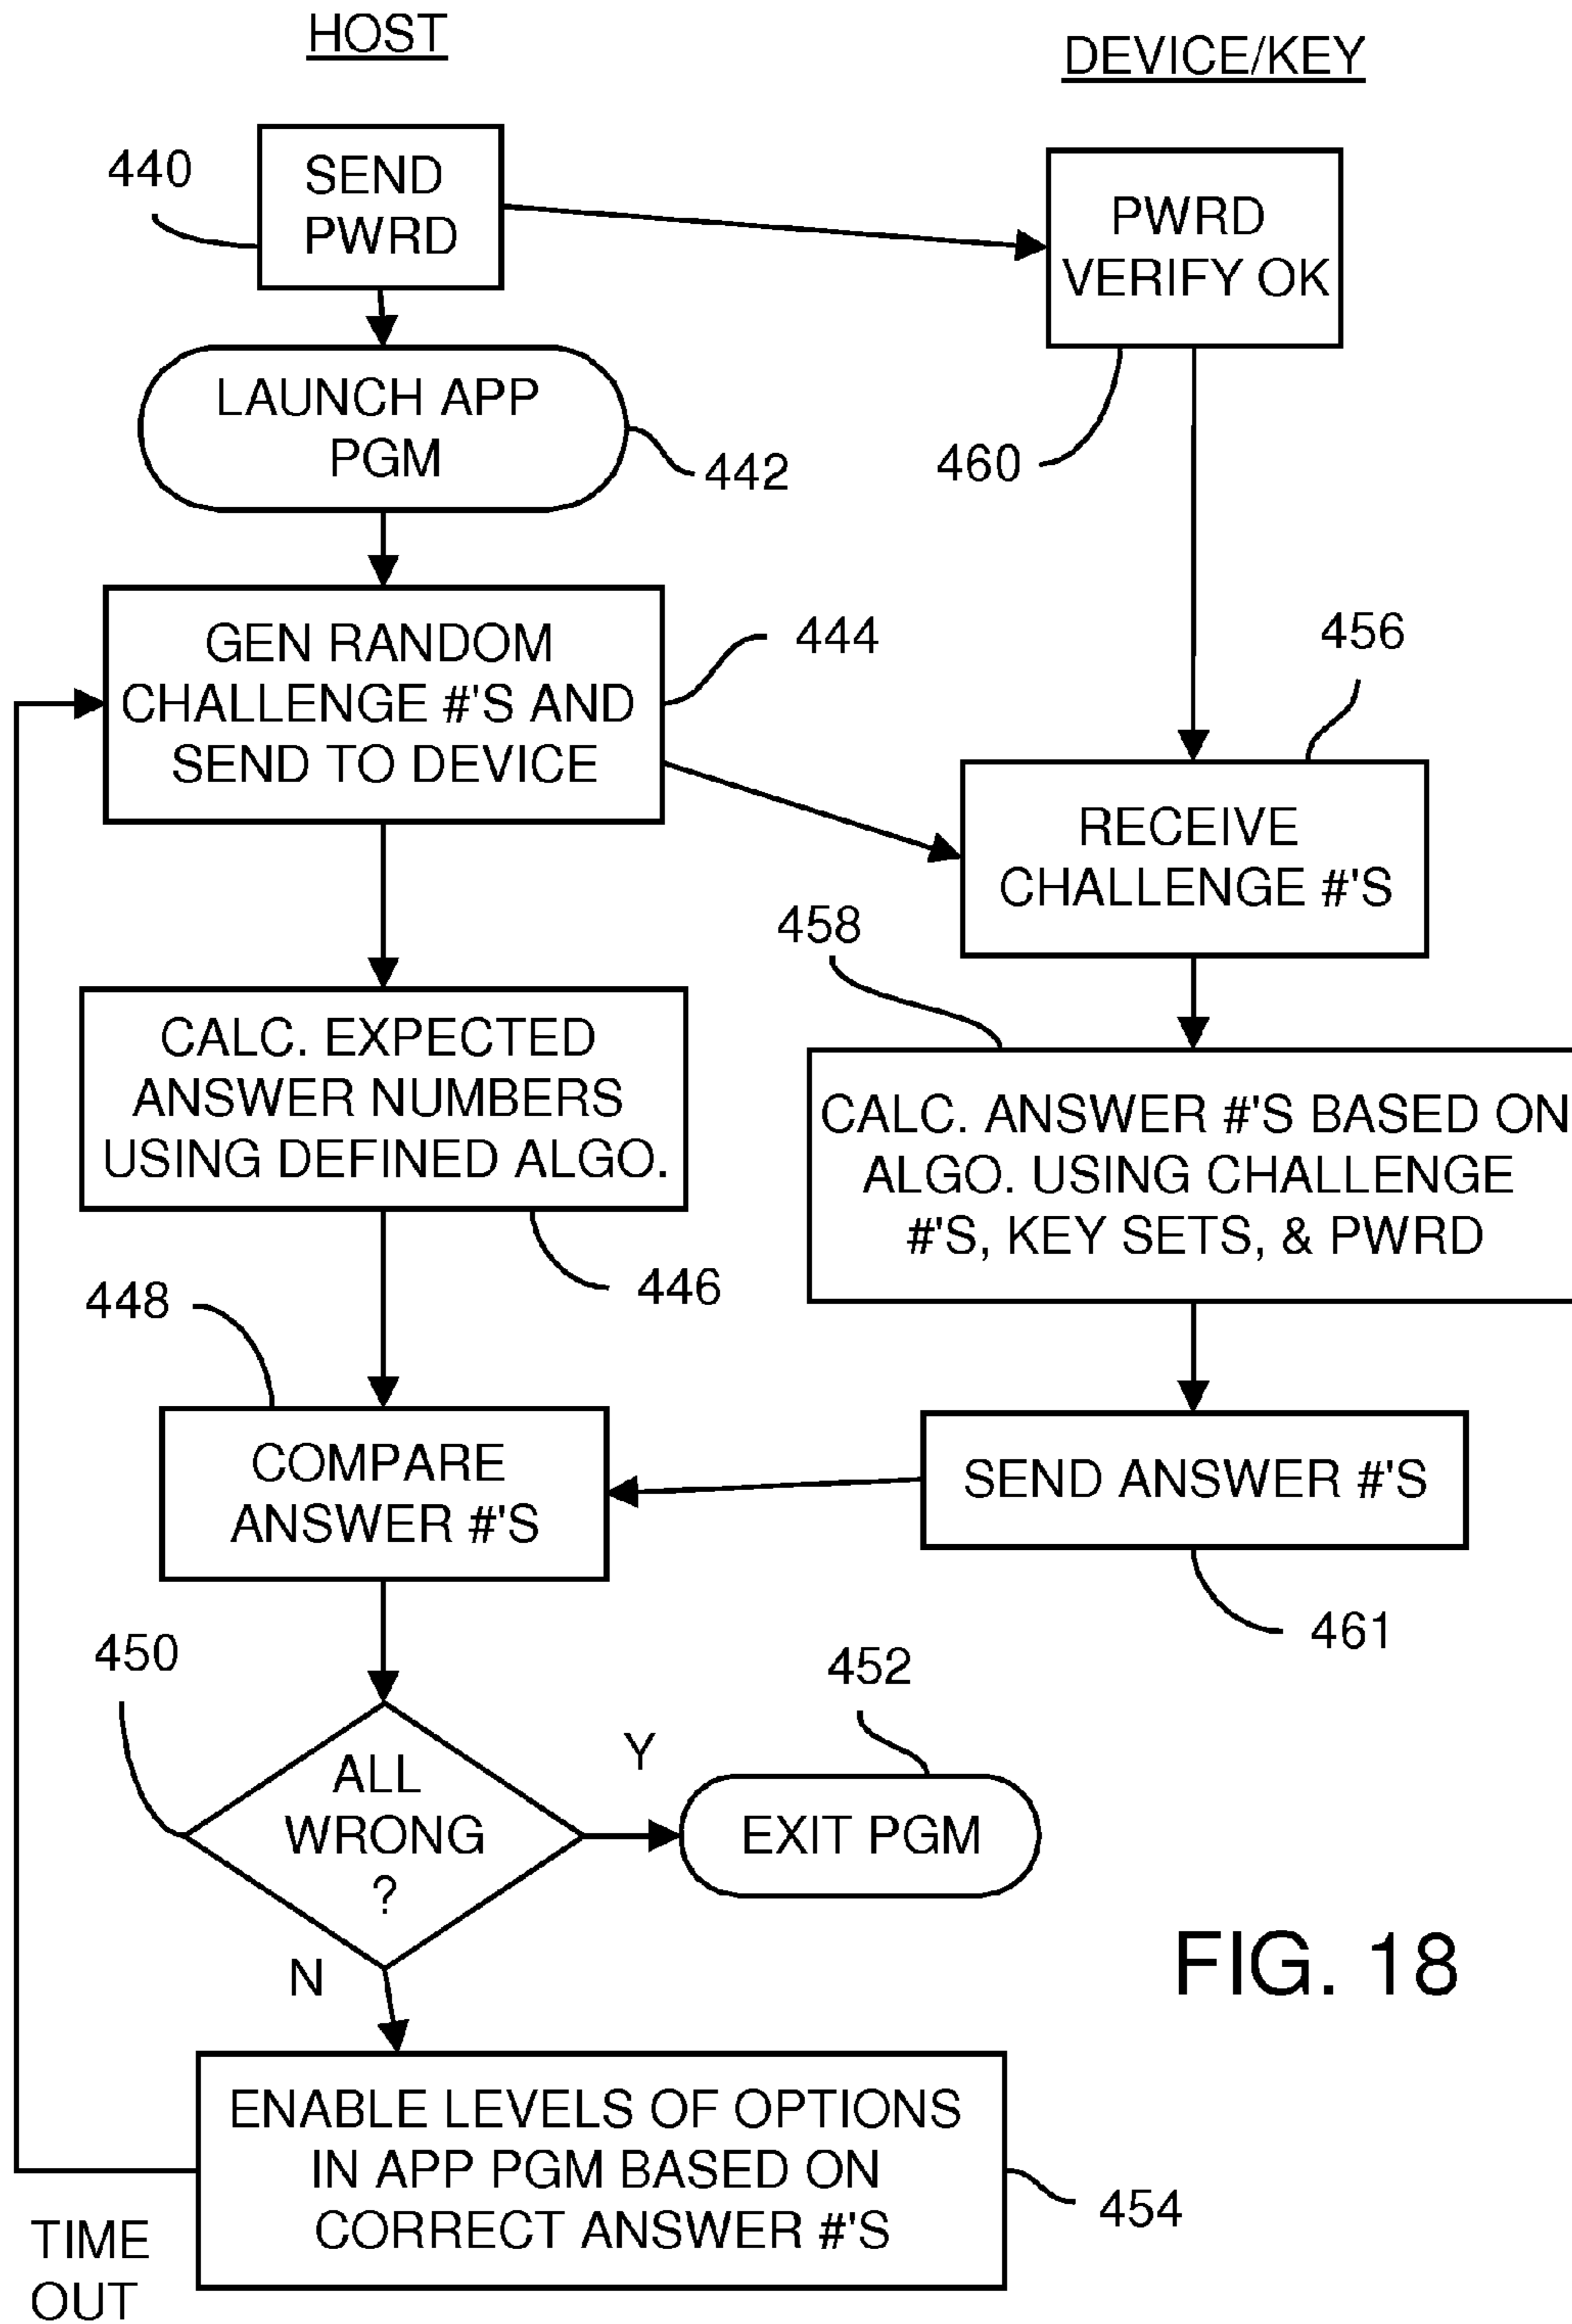 HOST
DEVICE/KEY
440
SEND
PWRD
PWRD
VERIFY OK
LAUNCH APP
PGM
442
460
GEN RANDOM
CHALLENGE #'S AND
SEND TO DEVICE
444
456
RECEIVE
CHALLENGE #'S
458
CALC. EXPECTED
ANSWER NUMBERS
USING DEFINED ALGO.
446
CALC. ANSWER #'S BASED ON
ALGO. USING CHALLENGE
#'S, KEY SETS, & PWRD
448
COMPARE
ANSWER #'S
SEND ANSWER #'S
461
450
ALL
WRONG
?
Y
452
EXIT PGM
N
FIG. 18
ENABLE LEVELS OF OPTIONS
IN APP PGM BASED ON
CORRECT ANSWER #'S
454
TIME
OUT